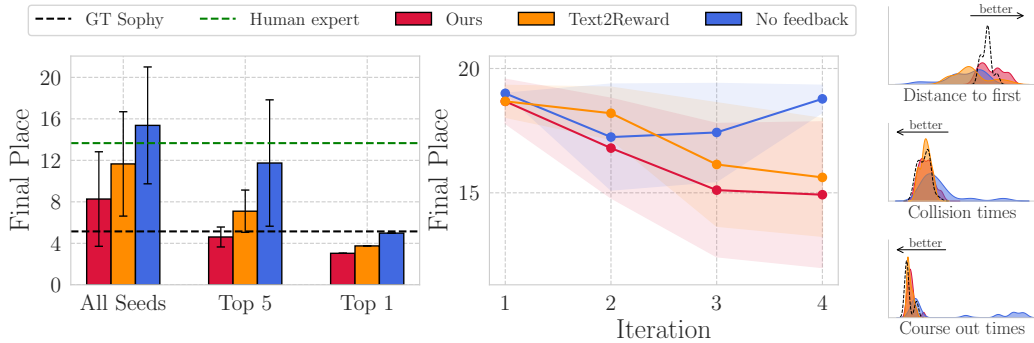 GT Sophy
Human expert
Ours
Text2Reward
No feedback
Final Place
20
16
12
8
4
0
All Seeds
Top 5
Top 1
Final Place
20
15
1
2
3
4
Iteration
better
Distance to first
better
Collision times
better
Course out times